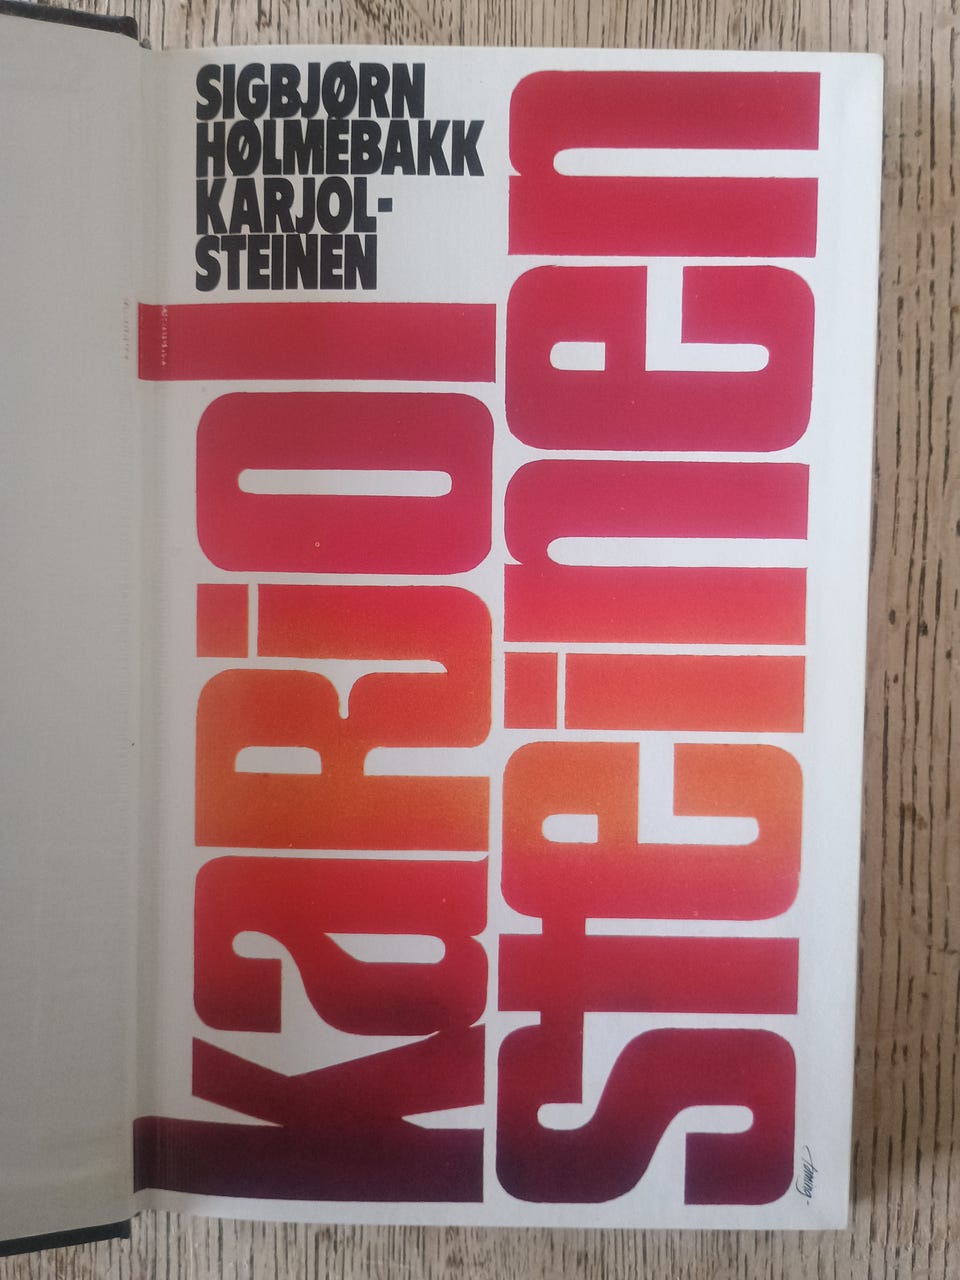 SIGBJØRN
HØLMEBAKK
KARJOL-
STEINEN
kaRjol
steinen